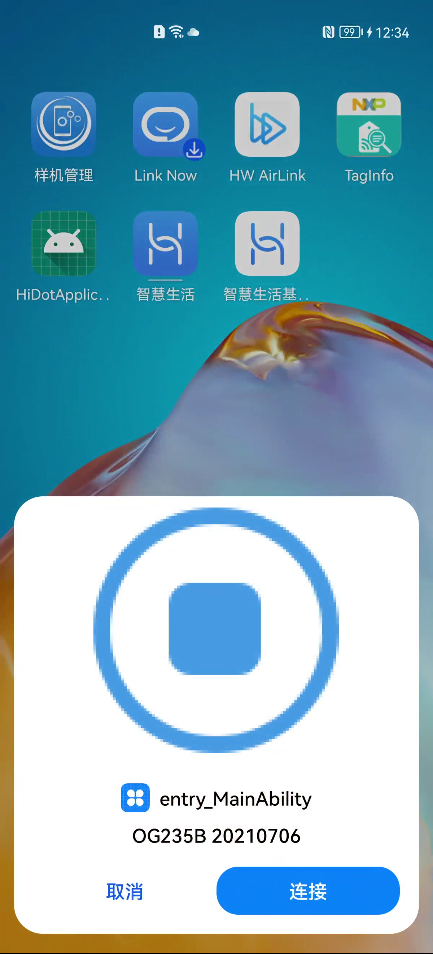 99 12:34
样机管理
Link Now
HW AirLink
NXP
TagInfo
HiDotApplic..
智慧生活
智慧生活基..
entry_MainAbility
OG235B 20210706
取消
连接